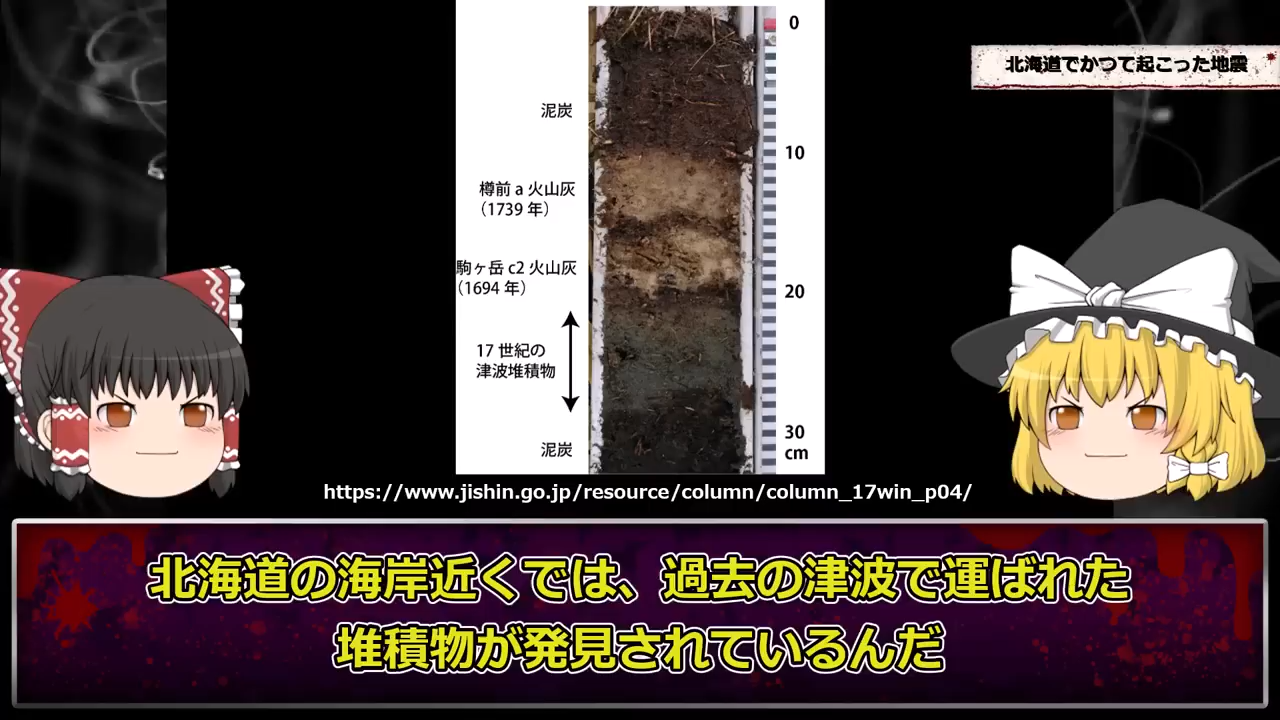 0
北海道でかつて起こった地震
泥炭
10
樽前 a 火山灰
（1739 年）
駒ヶ岳 c2 火山灰
（1694 年）
20
17 世紀の
津波堆積物
30
cm
泥炭
https://www.jishin.go.jp/resource/column/column_17win_p04/
北海道の海岸近くでは、過去の津波で運ばれた
堆積物が発見されているんだ